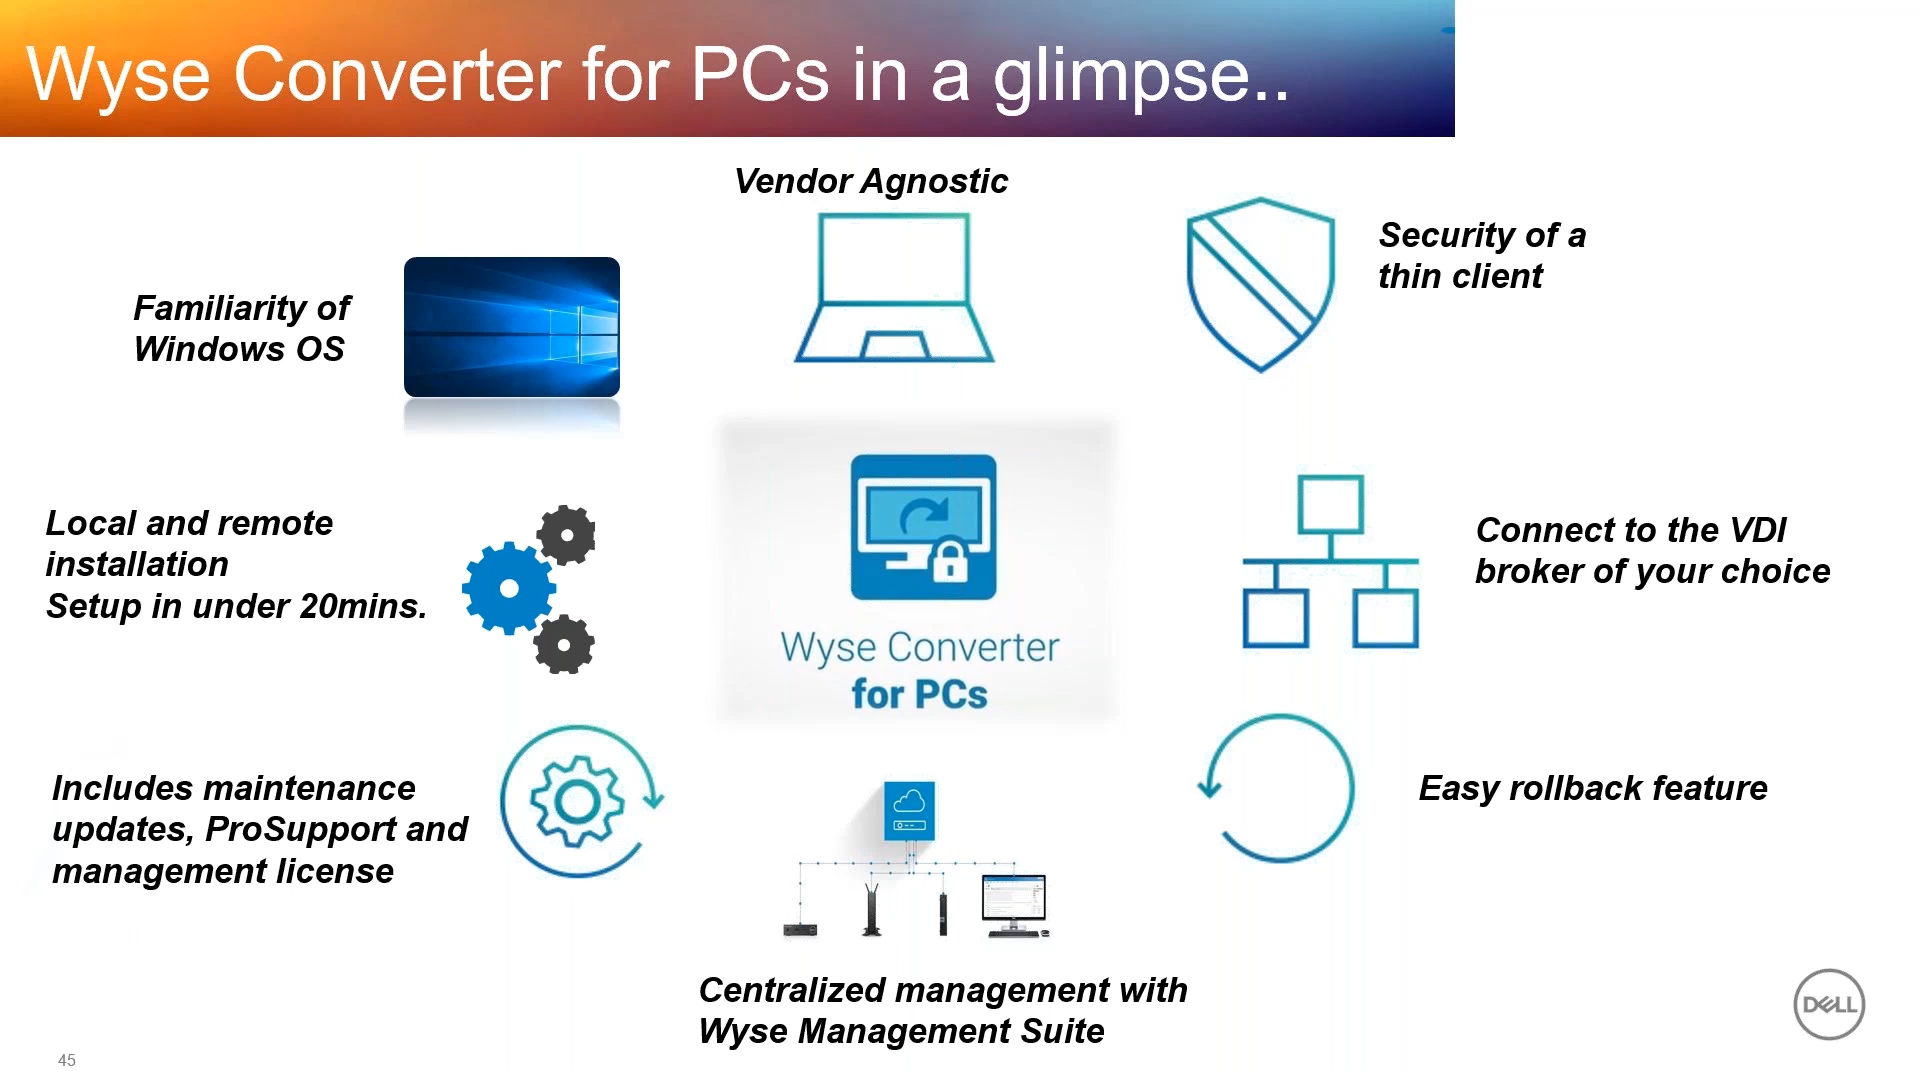 Wyse Converter for PCs in a glimpse..
Vendor Agnostic
Security of a
thin client
Familiarity of
Windows OS
Local and remote
installation
Setup in under 20mins.
Wyse Converter
for PCs
Connect to the VDI
broker of your choice
Includes maintenance
updates, ProSupport and
management license
Easy rollback feature
Centralized management with
Wyse Management Suite
DELL
45